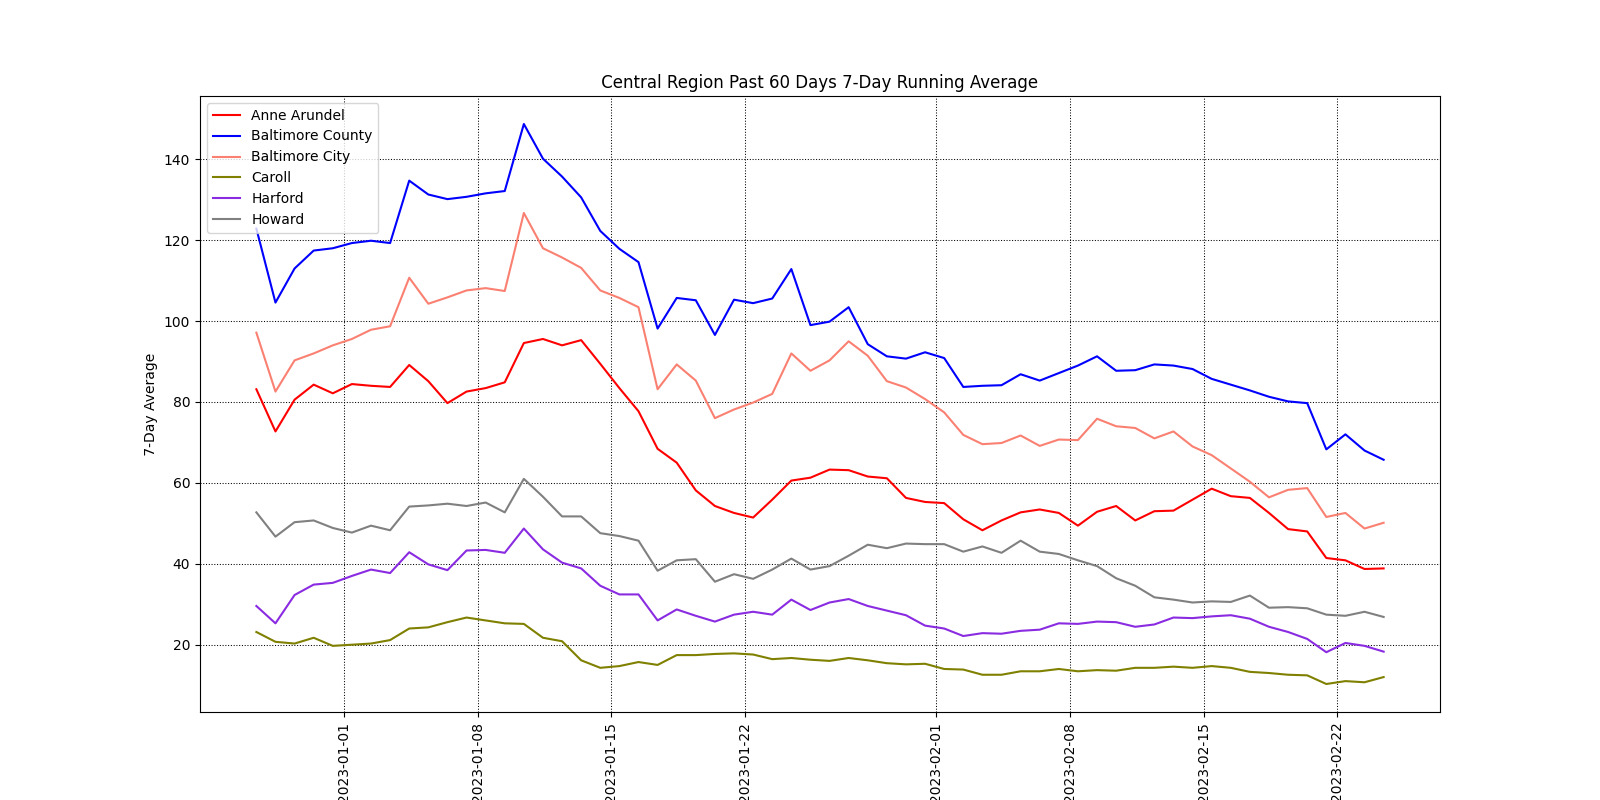 Central Region Past 60 Days 7-Day Running Average
Anne Arundel
Baltimore County
Baltimore City
Caroll
Harford
Howard
7-Day Average
140
120
100
80
60
40
20
2023-01-01
2023-01-08
2023-01-15
2023-01-22
2023-02-01
2023-02-08
2023-02-15
2023-02-22